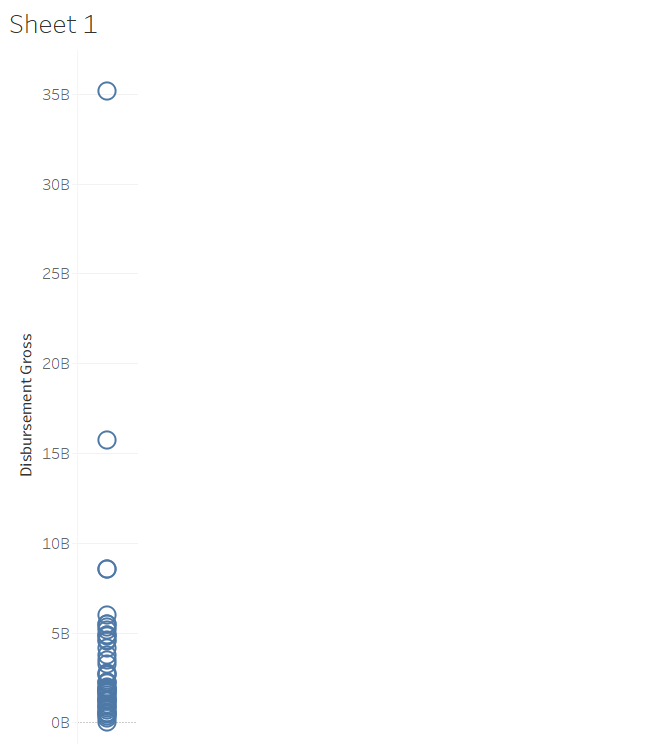 Sheet 1
35B
30B
25B
20B
15B
10B
5B
0B
Disbursement Gross